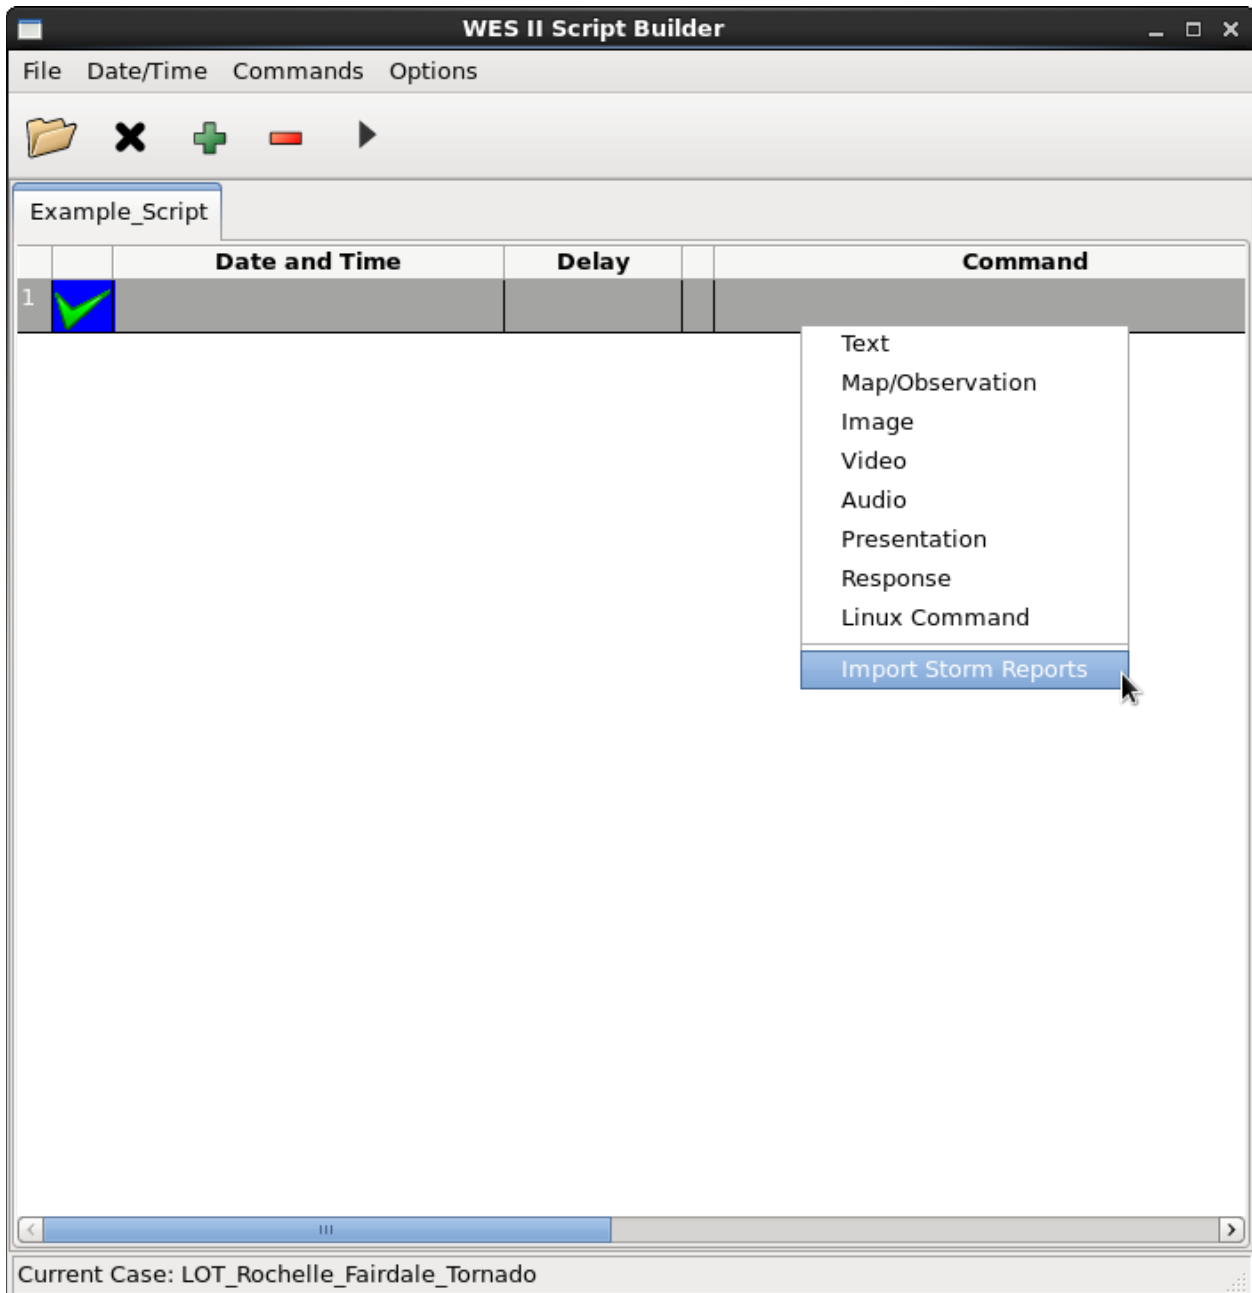 WES II Script Builder
File Date/Time Commands Options
Example_Script
Date and Time Delay Command
1
Text
Map/Observation
Image
Video
Audio
Presentation
Response
Linux Command
Import Storm Reports
Current Case: LOT_Rochelle_Fairdale_Tornado